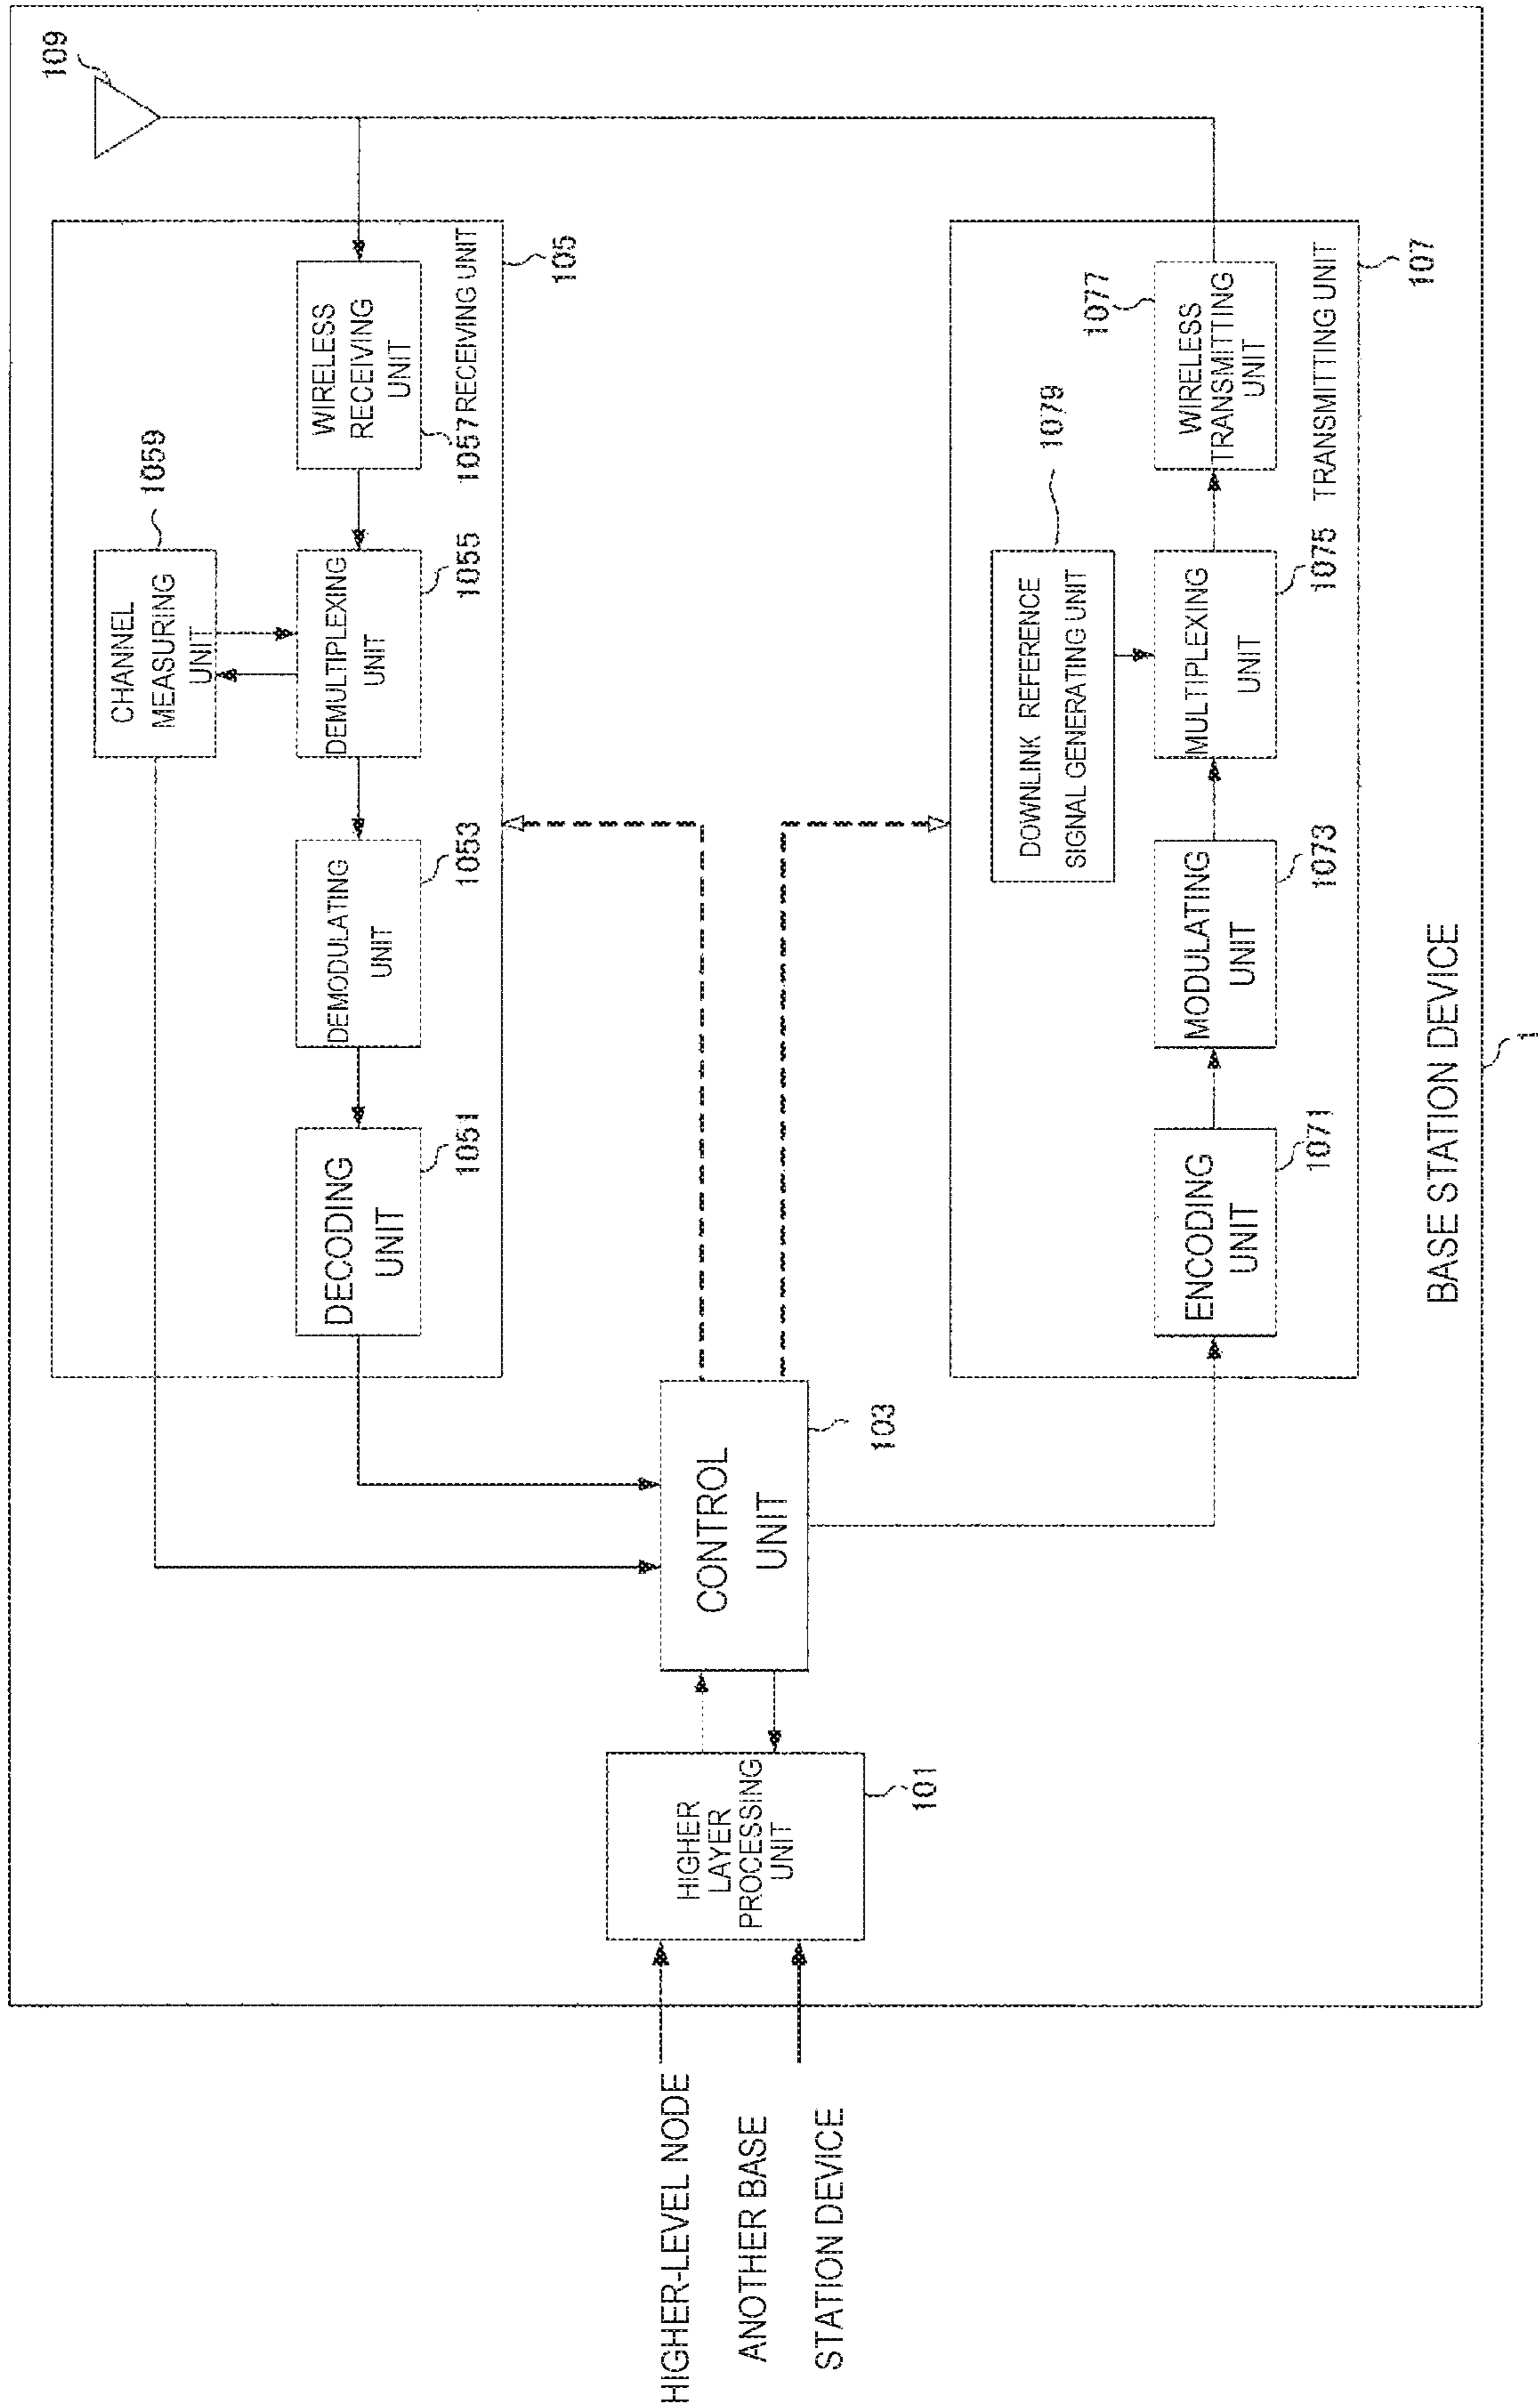 109
CHANNEL
MEASURING
UNIT
1059
DECODING
UNIT
1051
DEMODULATING
UNIT
1053
DEMULTIPLEXING
UNIT
1055
WIRELESS
RECEIVING
UNIT
1057
RECEIVING UNIT
105
HIGHER-LEVEL NODE
ANOTHER BASE
STATION DEVICE
HIGHER
LAYER
PROCESSING
UNIT
101
CONTROL
UNIT
103
DOWNLINK REFERENCE
SIGNAL GENERATING UNIT
1079
ENCODING
UNIT
1071
MODULATING
UNIT
1073
MULTIPLEXING
UNIT
1075
WIRELESS
TRANSMITTING
UNIT
1077
TRANSMITTING UNIT
107
BASE STATION DEVICE
1